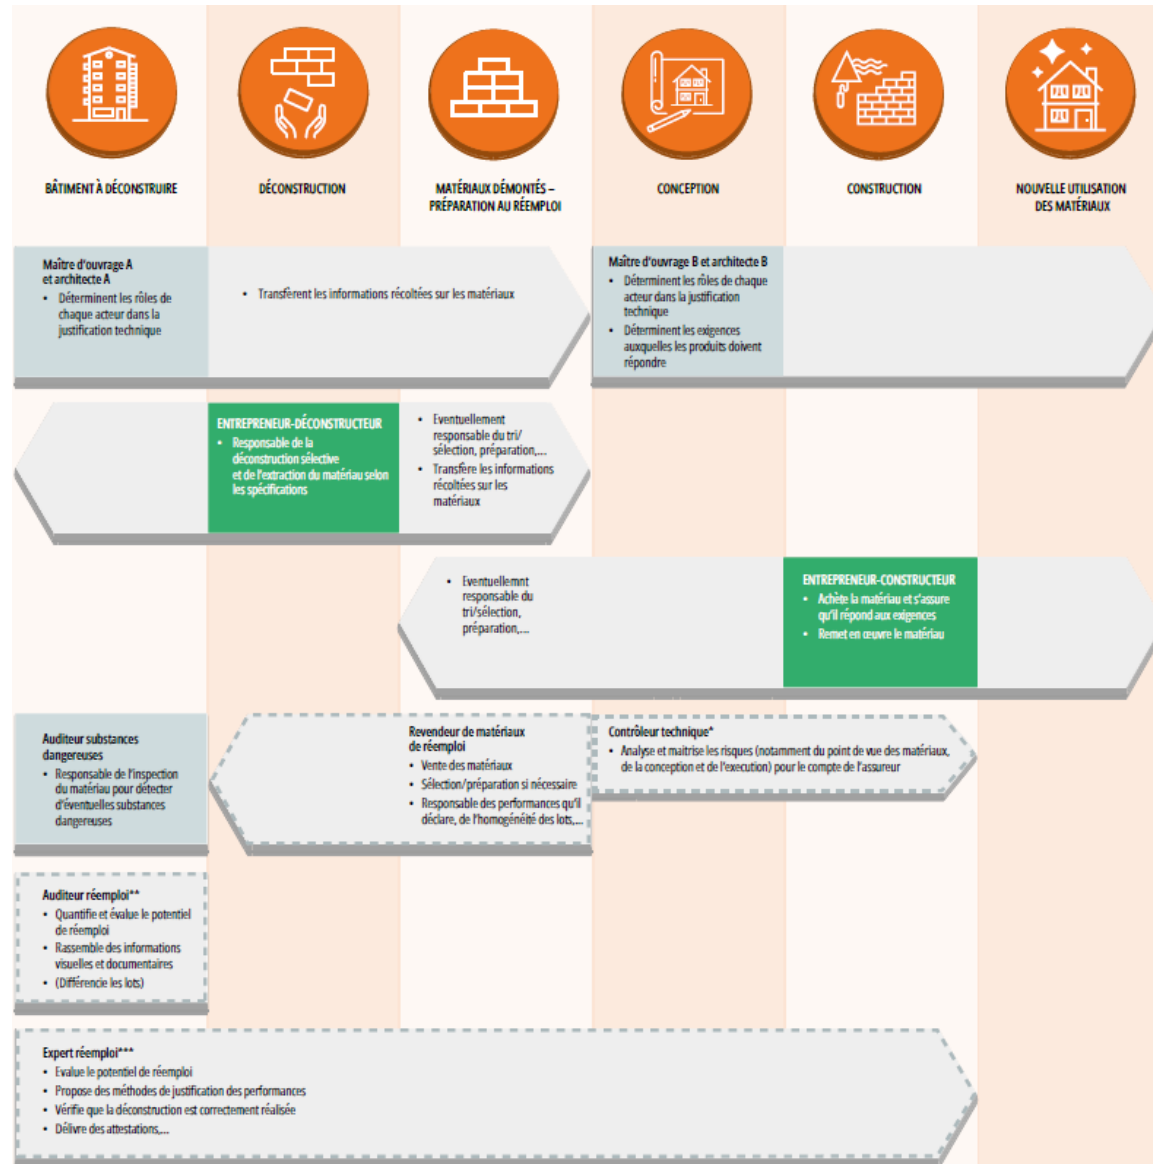 BÂTIMENT À DÉCONSTRUIRE
DÉCONSTRUCTION
MATÉRIAUX DÉMONTÉS –
PRÉPARATION AU RÉEMPLOI
CONCEPTION
CONSTRUCTION
NOUVELLE UTILISATION
DES MATÉRIAUX
Maître d'ouvrage A
et architecte A
• Déterminent les rôles de
chaque acteur dans la
justification technique
• Transfèrent les informations récoltées sur les matériaux
Maître d'ouvrage B et architecte B
• Déterminent les rôles de chaque
acteur dans la justification
technique
• Déterminent les exigences
auxquelles les produits doivent
répondre
ENTREPRENEUR-DÉCONSTRUCTEUR
• Responsable de la
déconstruction sélective
et de l'extraction du matériau selon
les spécifications
• Eventuellement
responsable du tri/
sélection, préparation,...
• Transfère les informations
récoltées sur les
matériaux
• Eventuellemnt
responsable du
tri/sélection,
préparation,...
ENTREPRENEUR-CONSTRUCTEUR
• Achète la matériau et s'assure
qu'il répond aux exigences
• Remet en œuvre le matériau
Auditeur substances
dangereuses
• Responsable de l'inspection
du matériau pour détecter
d'éventuelles substances
dangereuses
Revendeur de matériaux
de réemploi
• Vente des matériaux
• Sélection/préparation si nécessaire
• Responsable des performances qu'il
déclare, de l'homogénéité des lots,...
Contrôleur technique*
• Analyse et maitrise les risques (notamment du point de vue des matériaux,
de la conception et de l'execution) pour le compte de l'assureur
Auditeur réemploi**
• Quantifie et évalue le potentiel
de réemploi
• Rassemble des informations
visuelles et documentaires
• (Différencie les lots)
Expert réemploi***
• Evalue le potentiel de réemploi
• Propose des méthodes de justification des performances
• Vérifie que la déconstruction est correctement réalisée
• Délivre des attestations,...